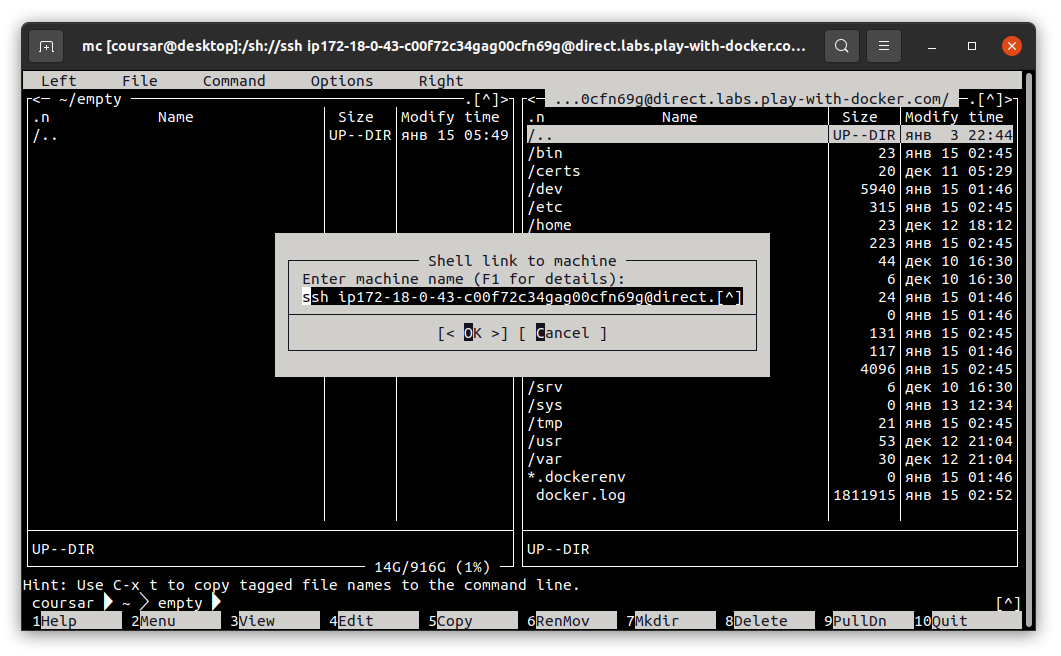 mc [coursar@desktop]:/sh://ssh ip172-18-0-43-c00f72c34gag00cfn69g@direct.labs.play-with-docker.co...
Left File Command Options Right
<─ ~/empty .[^]>
.n Name Size Modify time
/.. UP--DIR янв 15 05:49
UP--DIR
14G/916G (1%)
<─ ...0cfn69g@direct.labs.play-with-docker.com/ .[^]>
.n Name Size Modify time
/.. UP--DIR янв 3 22:44
/bin 23 янв 15 02:45
/certs 20 дек 11 05:29
/dev 5940 янв 15 01:46
/etc 315 янв 15 02:45
/home 23 дек 12 18:12
223 янв 15 02:45
44 дек 10 16:30
6 дек 10 16:30
24 янв 15 01:46
0 янв 15 01:46
131 янв 15 02:45
117 янв 15 01:46
4096 янв 15 02:45
/srv 6 дек 10 16:30
/sys 0 янв 13 12:34
/tmp 21 янв 15 02:45
/usr 53 дек 12 21:04
/var 30 дек 12 21:04
*.dockerenv 0 янв 15 01:46
docker.log 1811915 янв 15 02:52
UP--DIR
Shell link to machine
Enter machine name (F1 for details):
ssh ip172-18-0-43-c00f72c34gag00cfn69g@direct.[^]
[< OK >] [ Cancel ]
Hint: Use C-x t to copy tagged file names to the command line.
coursar ~ empty [^]
1Help 2Menu 3View 4Edit 5Copy 6RenMov 7Mkdir 8Delete 9PullDn 10Quit